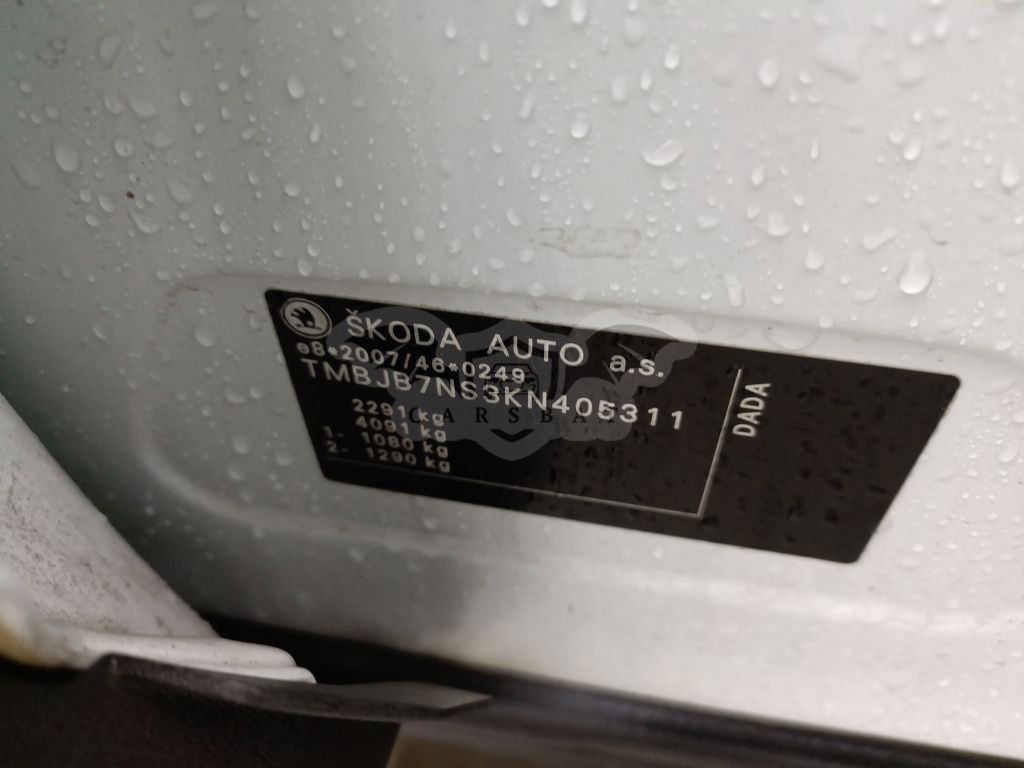 ŠKODA AUTO a.s.
e8*2007/46*0249
TMBJB7NS3KN405311
2291 kg
4091 kg
1- 1080 kg
2- 1290 kg
DADA